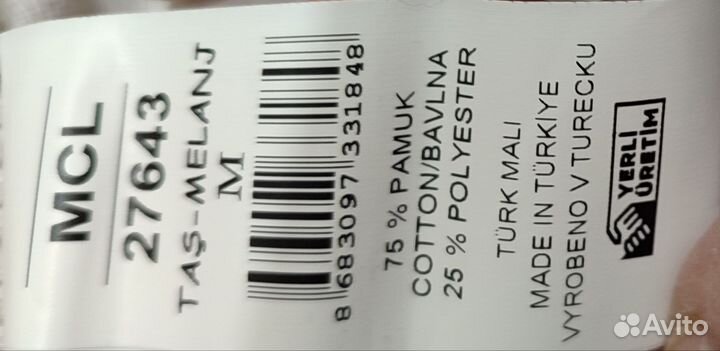 MCL
27643
TAŞ-MELANJ
M
8 683097 331848
75 % PAMUK
COTTON/BAVLNA
25 % POLYESTER
TÜRK MALI
MADE IN TÜRKİYE
VYROBENO V TURECKU
YERLİ
ÜRETİM
Avito